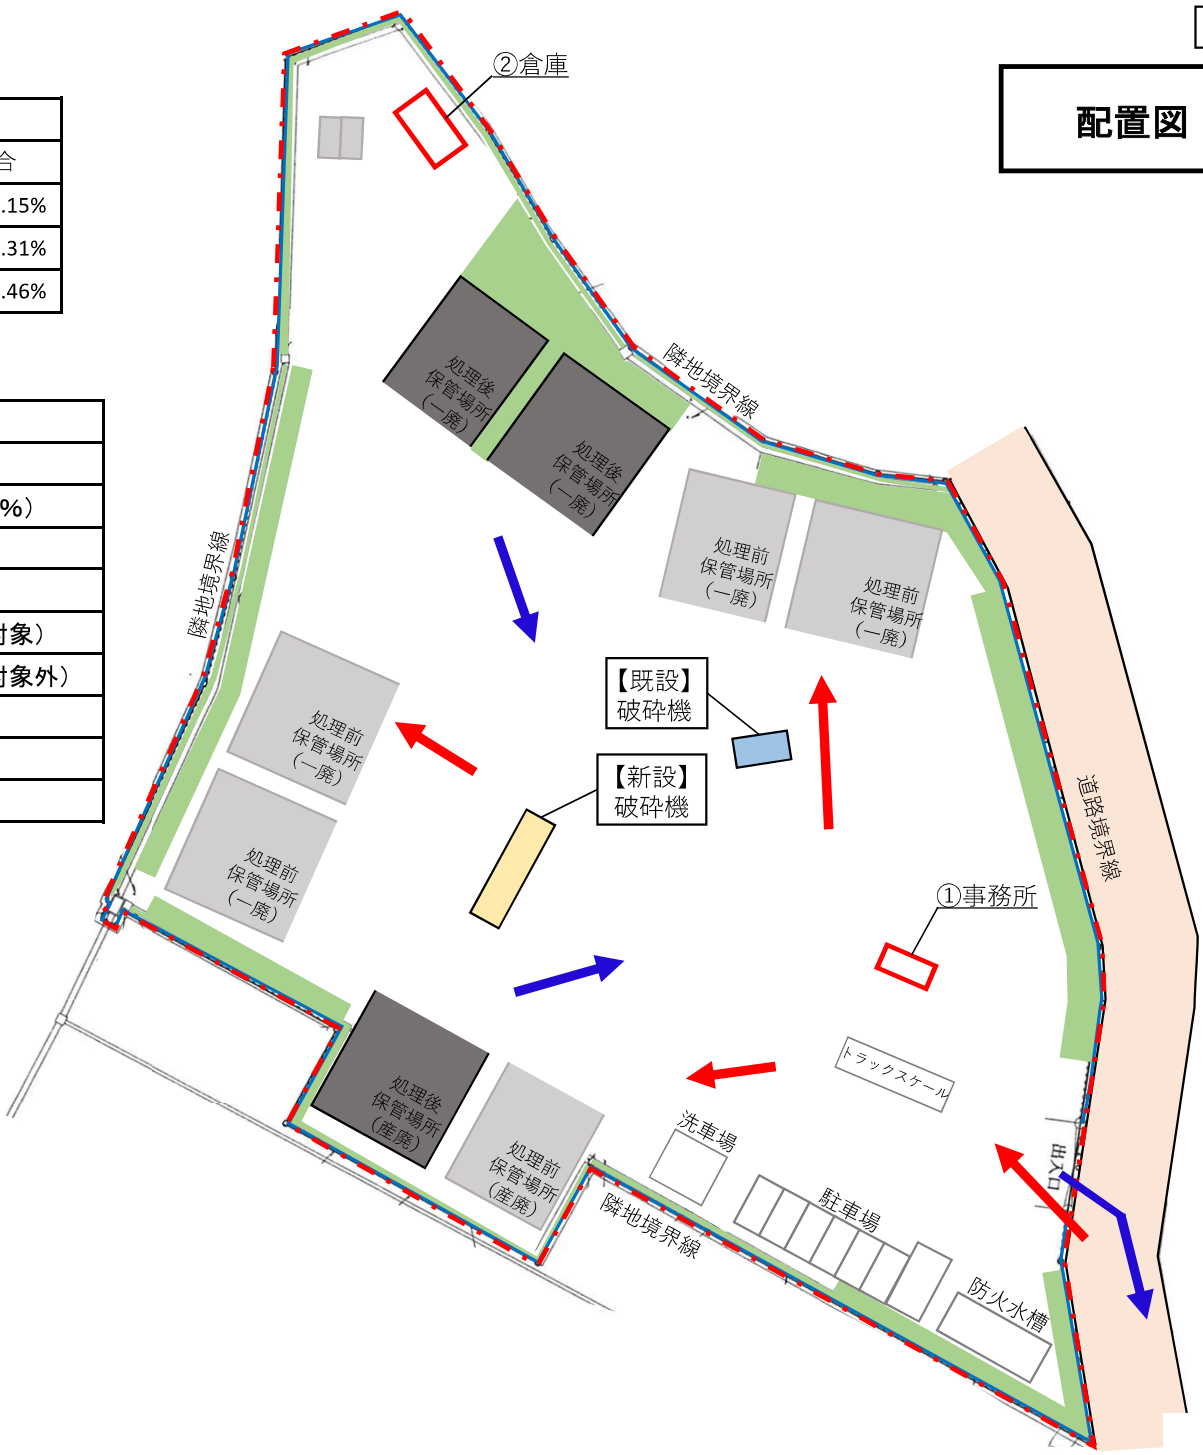 配置図
合
.15%
.31%
.46%
%）
対象）
対象外）
②倉庫
隣地境界線
処理後
保管場所
（一廃）
処理後
保管場所
（一廃）
処理前
保管場所
（一廃）
処理前
保管場所
（一廃）
隣地境界線
【既設】
破砕機
処理前
保管場所
（一廃）
【新設】
破砕機
道路境界線
処理前
保管場所
（一廃）
①事務所
トラックスケール
処理後
保管場所
（産廃）
処理前
保管場所
（産廃）
洗車場
出入口
駐車場
隣地境界線
防火水槽